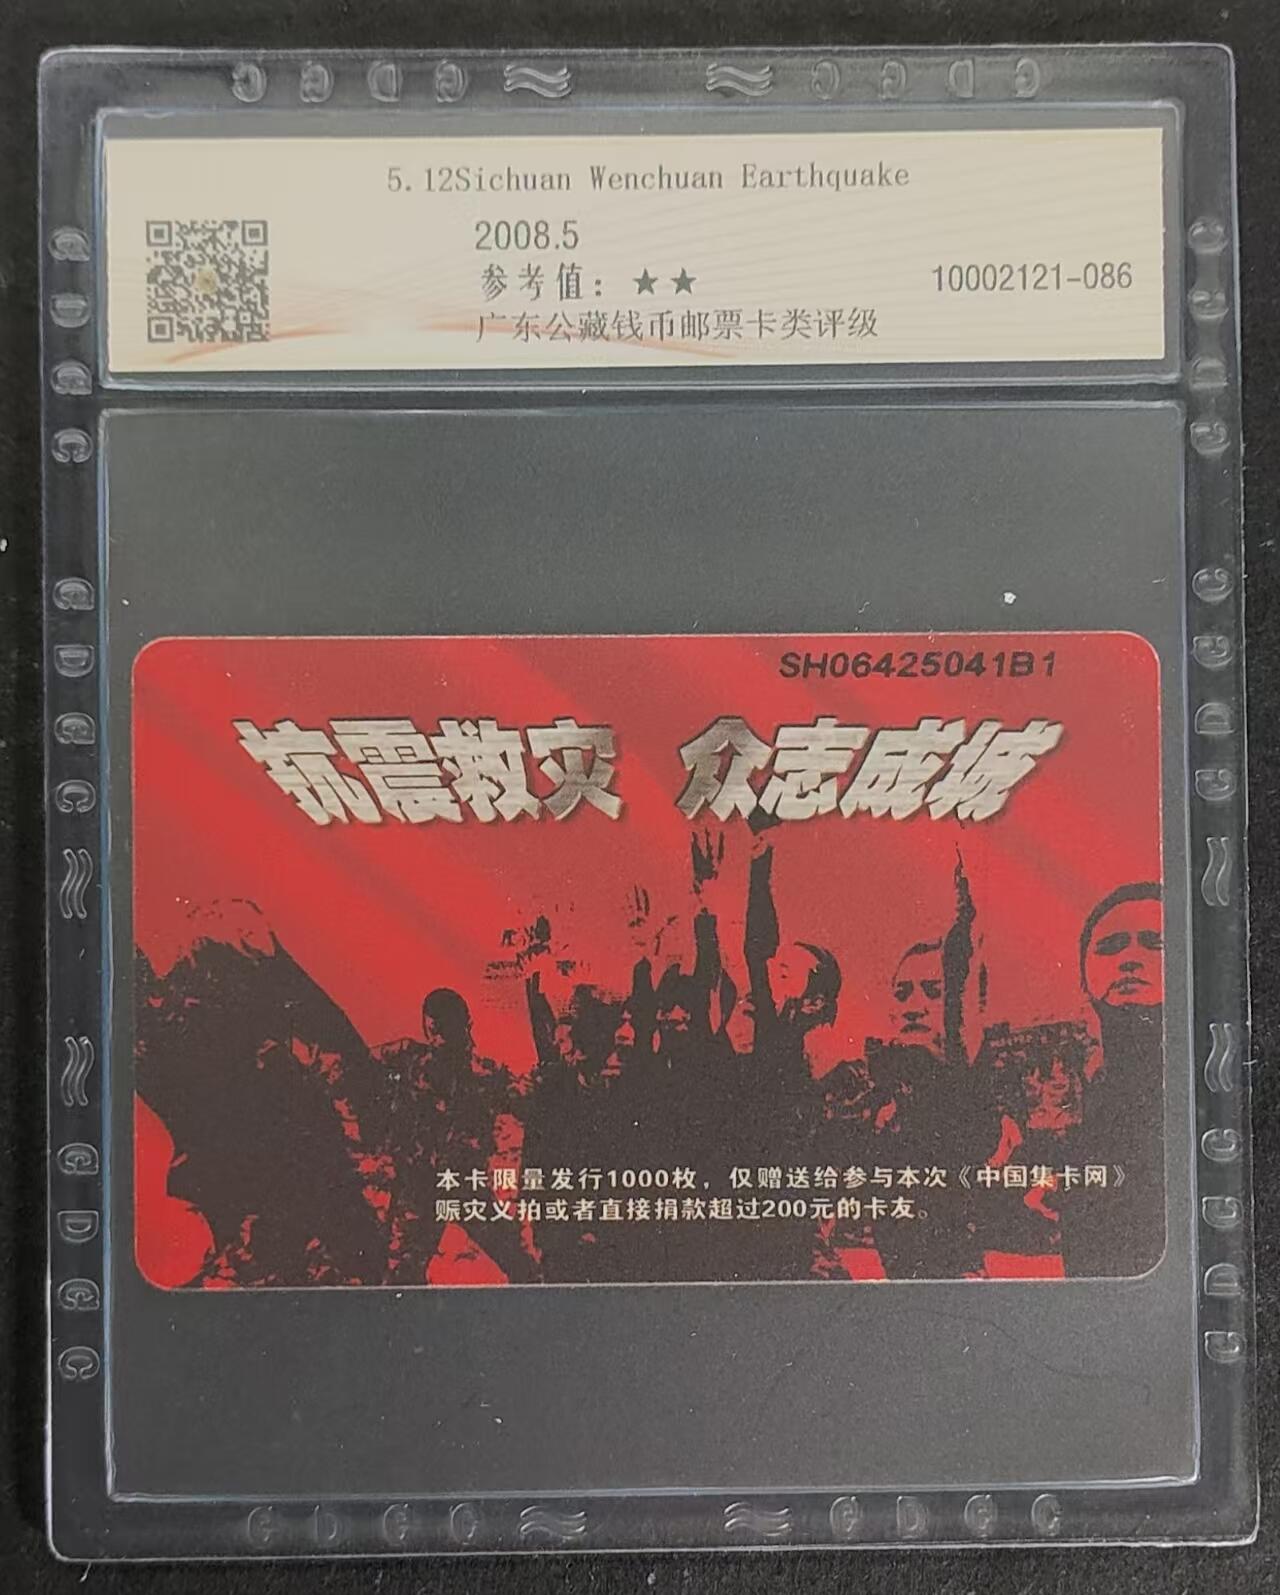 5.12Sichuan Wenchuan Earthquake
2008.5
参考值：★★
10002121-086
广东公藏钱币邮票卡类评级
SH06425041B1
抗震救灾 众志成城
本卡限量发行1000枚，仅赠送给参与本次《中国集卡网》
赈灾义拍或者直接捐款超过200元的卡友。